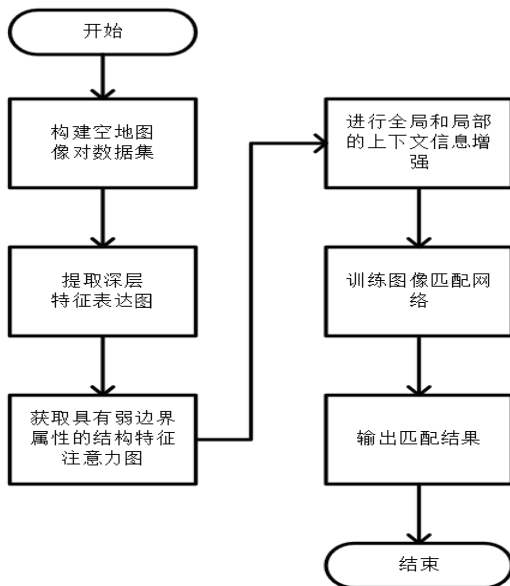 开始
构建空地图
像对数据集
提取深层
特征表达图
获取具有弱边界
属性的结构特征
注意力图
进行全局和局部
的上下文信息增
强
训练图像匹配网
络
输出匹配结果
结束